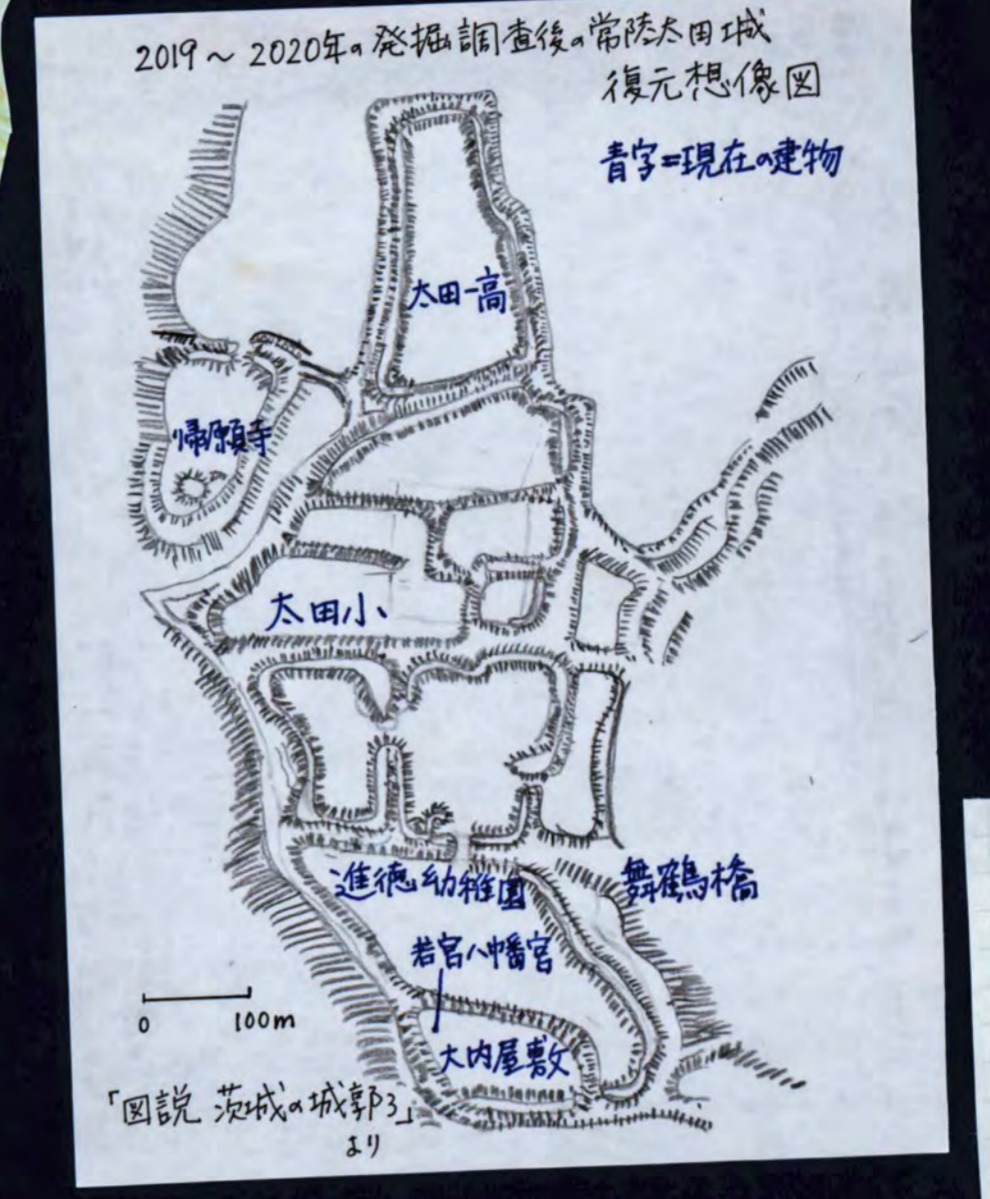 2019～2020年の発掘調査後の常陸太田城
復元想像図
青字=現在の建物
太田一高
帰願寺
太田小
進徳幼稚園
舞鶴橋
若宮八幡宮
大内屋敷
0 100m
「図説 茨城の城郭3」
より